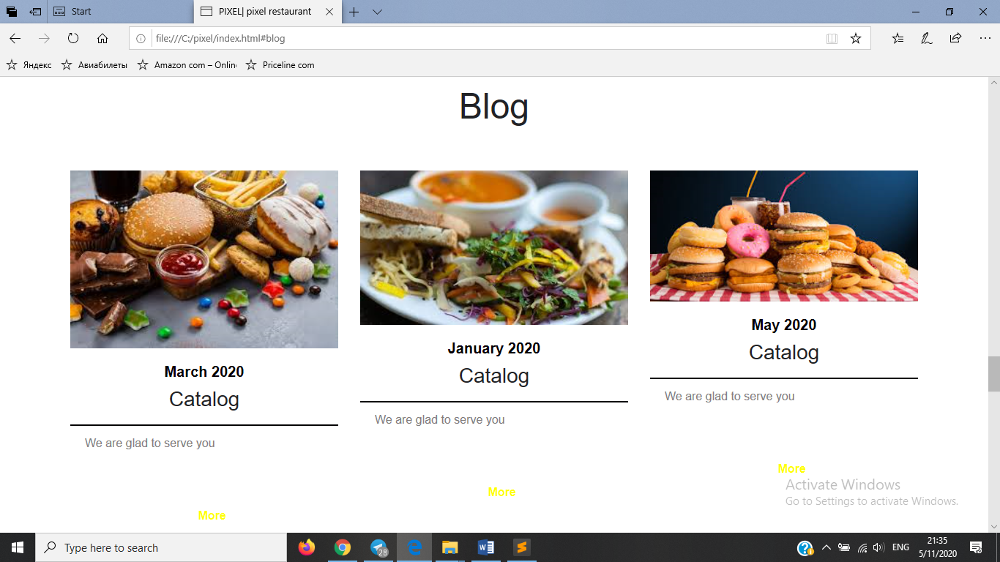 Start
PIXEL| pixel restaurant
file:///C:/pixel/index.html#blog
Яндекс
Авиабилеты
Amazon com – Onlin
Priceline com
Blog
March 2020
Catalog
We are glad to serve you
More
January 2020
Catalog
We are glad to serve you
More
May 2020
Catalog
We are glad to serve you
More
Activate Windows
Go to Settings to activate Windows.
Type here to search
28
ENG
21:35
5/11/2020